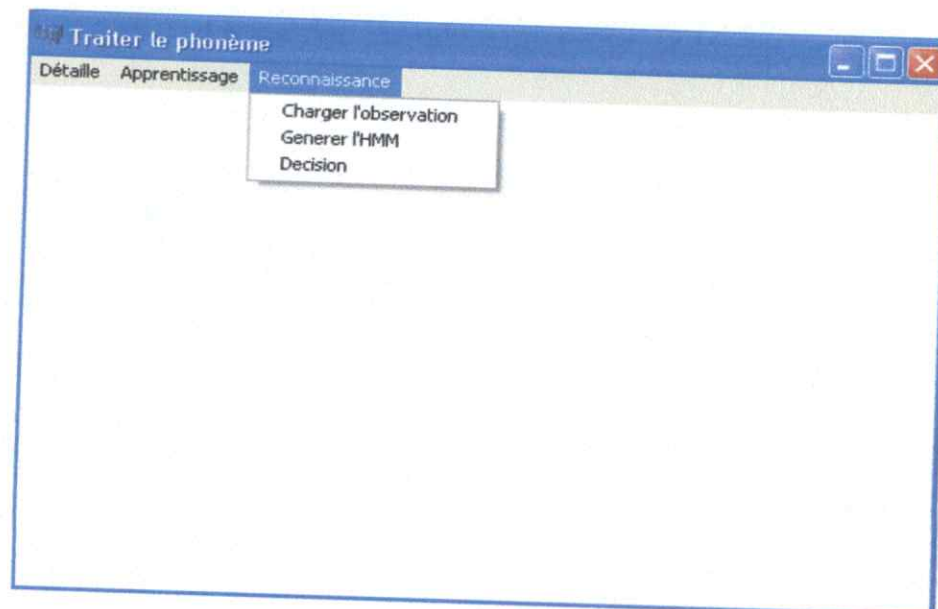 Traiter le phonème
Détaille Apprentissage Reconnaissance
Charger l'observation
Generer l'HMM
Decision